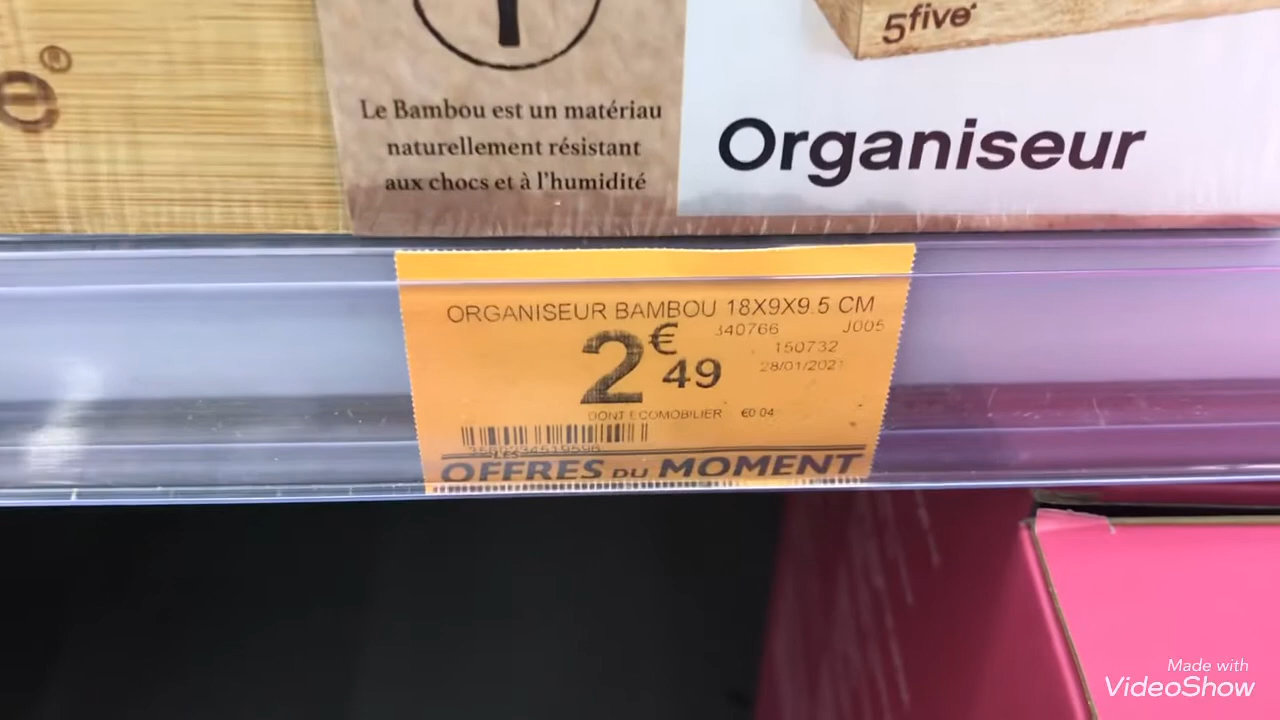 e®
Le Bambou est un matériau
naturellement résistant
aux chocs et à l'humidité
5five
Organiseur
ORGANISEUR BAMBOU 18X9X9.5 CM
2€49
340766 J005
150732
28/01/2021
DONT ECOMOBILIER €0.04
LES
OFFRES DU MOMENT
Made with
VideoShow